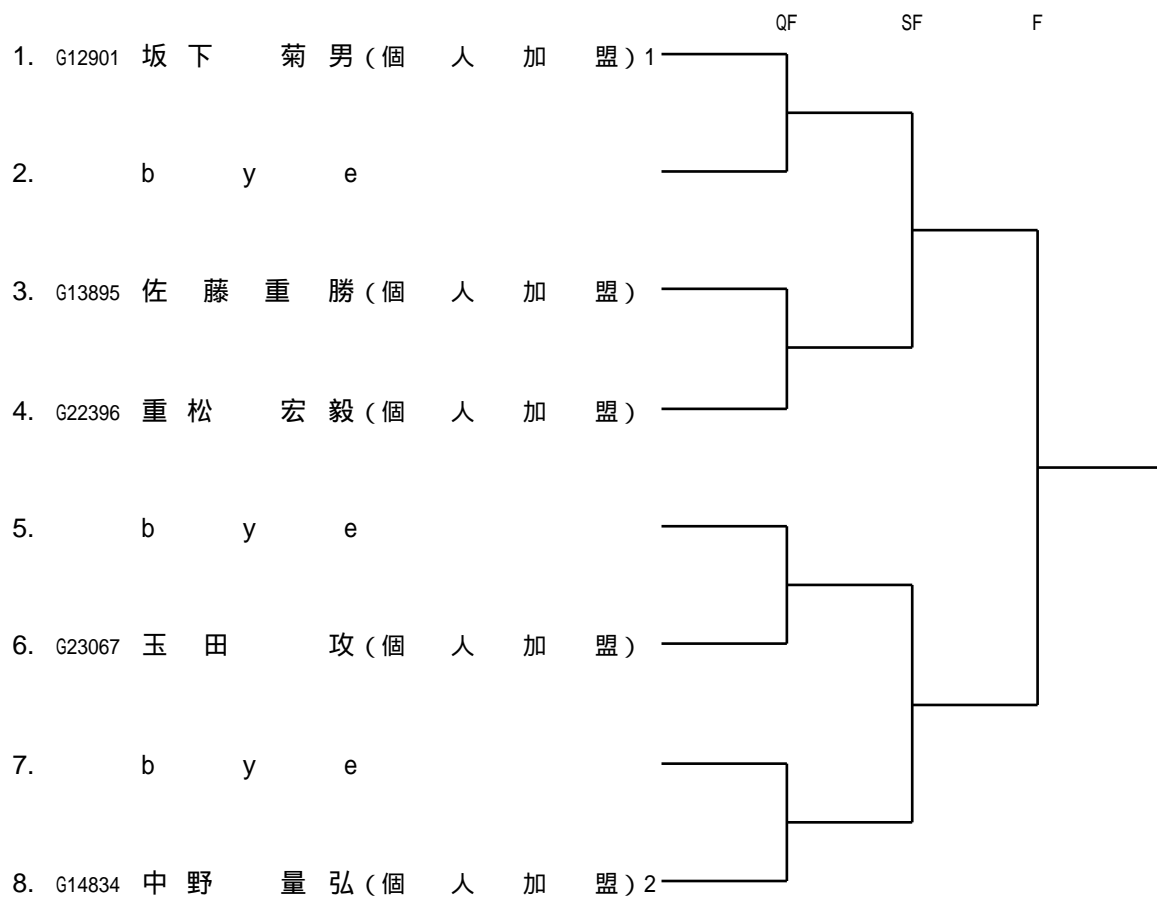 QF SF F
1. G12901 坂下 菊男(個人加盟)1
2. bye
3. G13895 佐藤重勝(個人加盟)
4. G22396 重松 宏毅(個人加盟)
5. bye
6. G23067 玉田 攻(個人加盟)
7. bye
8. G14834 中野 量弘(個人加盟)2